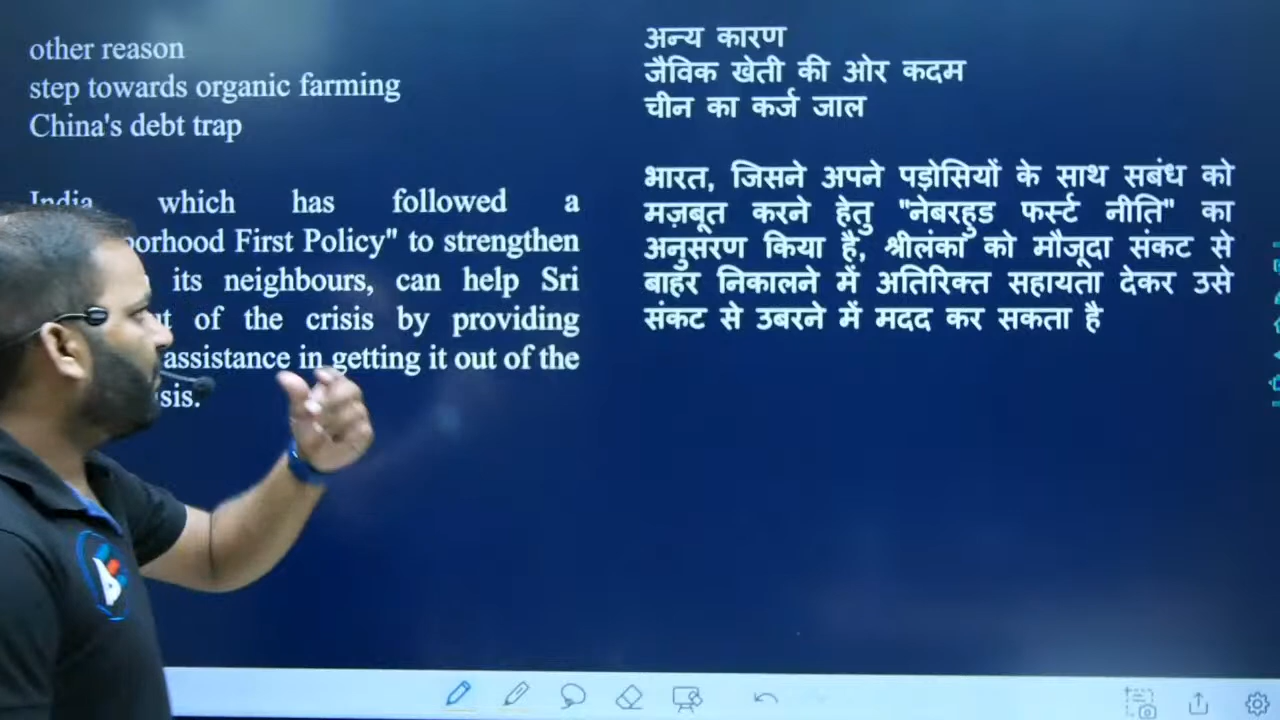 other reason
step towards organic farming
China's debt trap
India, which has followed a
borhood First Policy" to strengthen
its neighbours, can help Sri
of the crisis by providing
assistance in getting it out of the
sis.
अन्य कारण
जैविक खेती की ओर कदम
चीन का कर्ज जाल
भारत, जिसने अपने पड़ोसियों के साथ सबंध को
मज़बूत करने हेतु "नेबरहुड फर्स्ट नीति" का
अनुसरण किया है, श्रीलंका को मौजूदा संकट से
बाहर निकालने में अतिरिक्त सहायता देकर उसे
संकट से उबरने में मदद कर सकता है